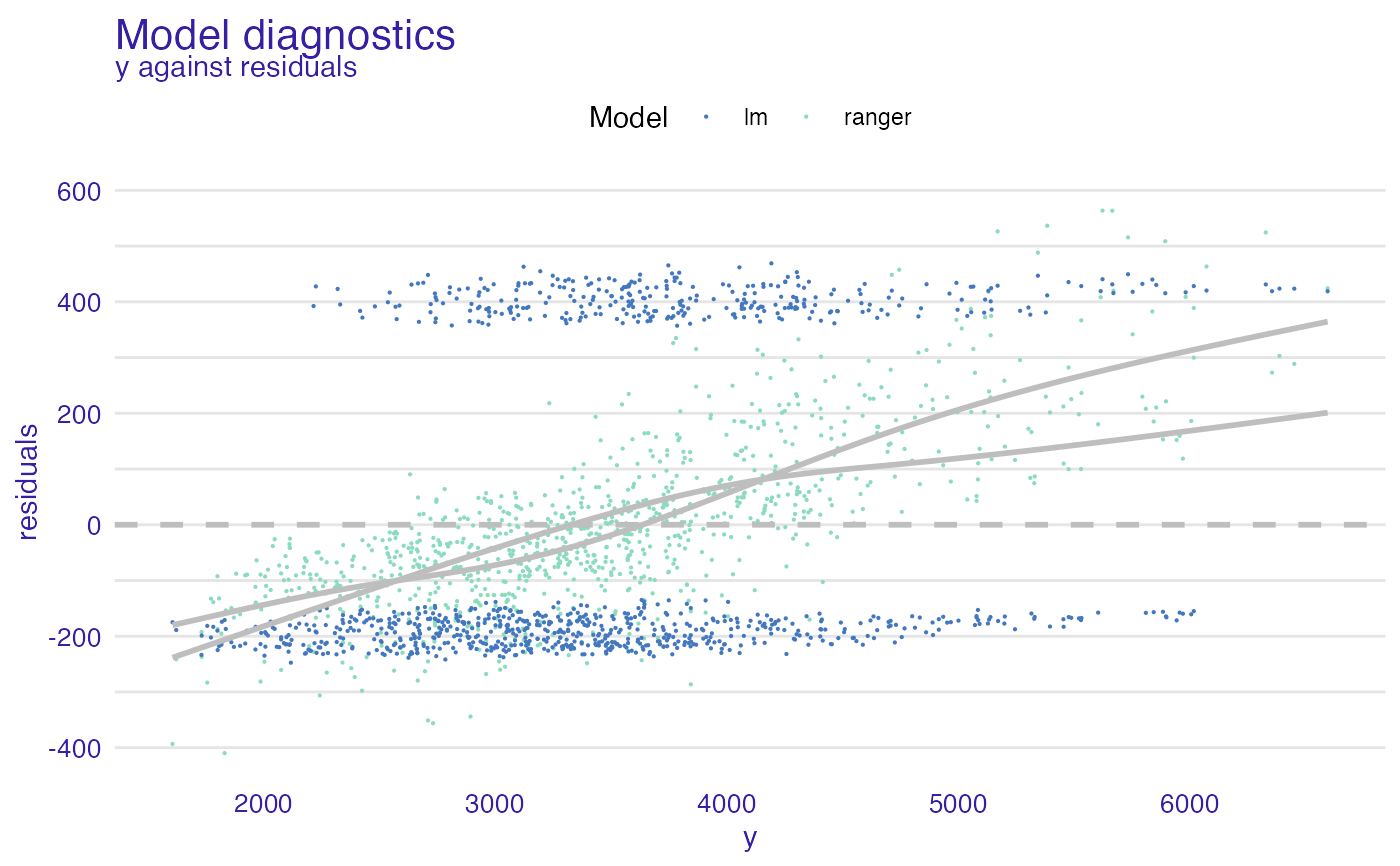 Model diagnostics
y against residuals
Model lm ranger
600
400
200
0
-200
-400
residuals
2000 3000 4000 5000 6000
y